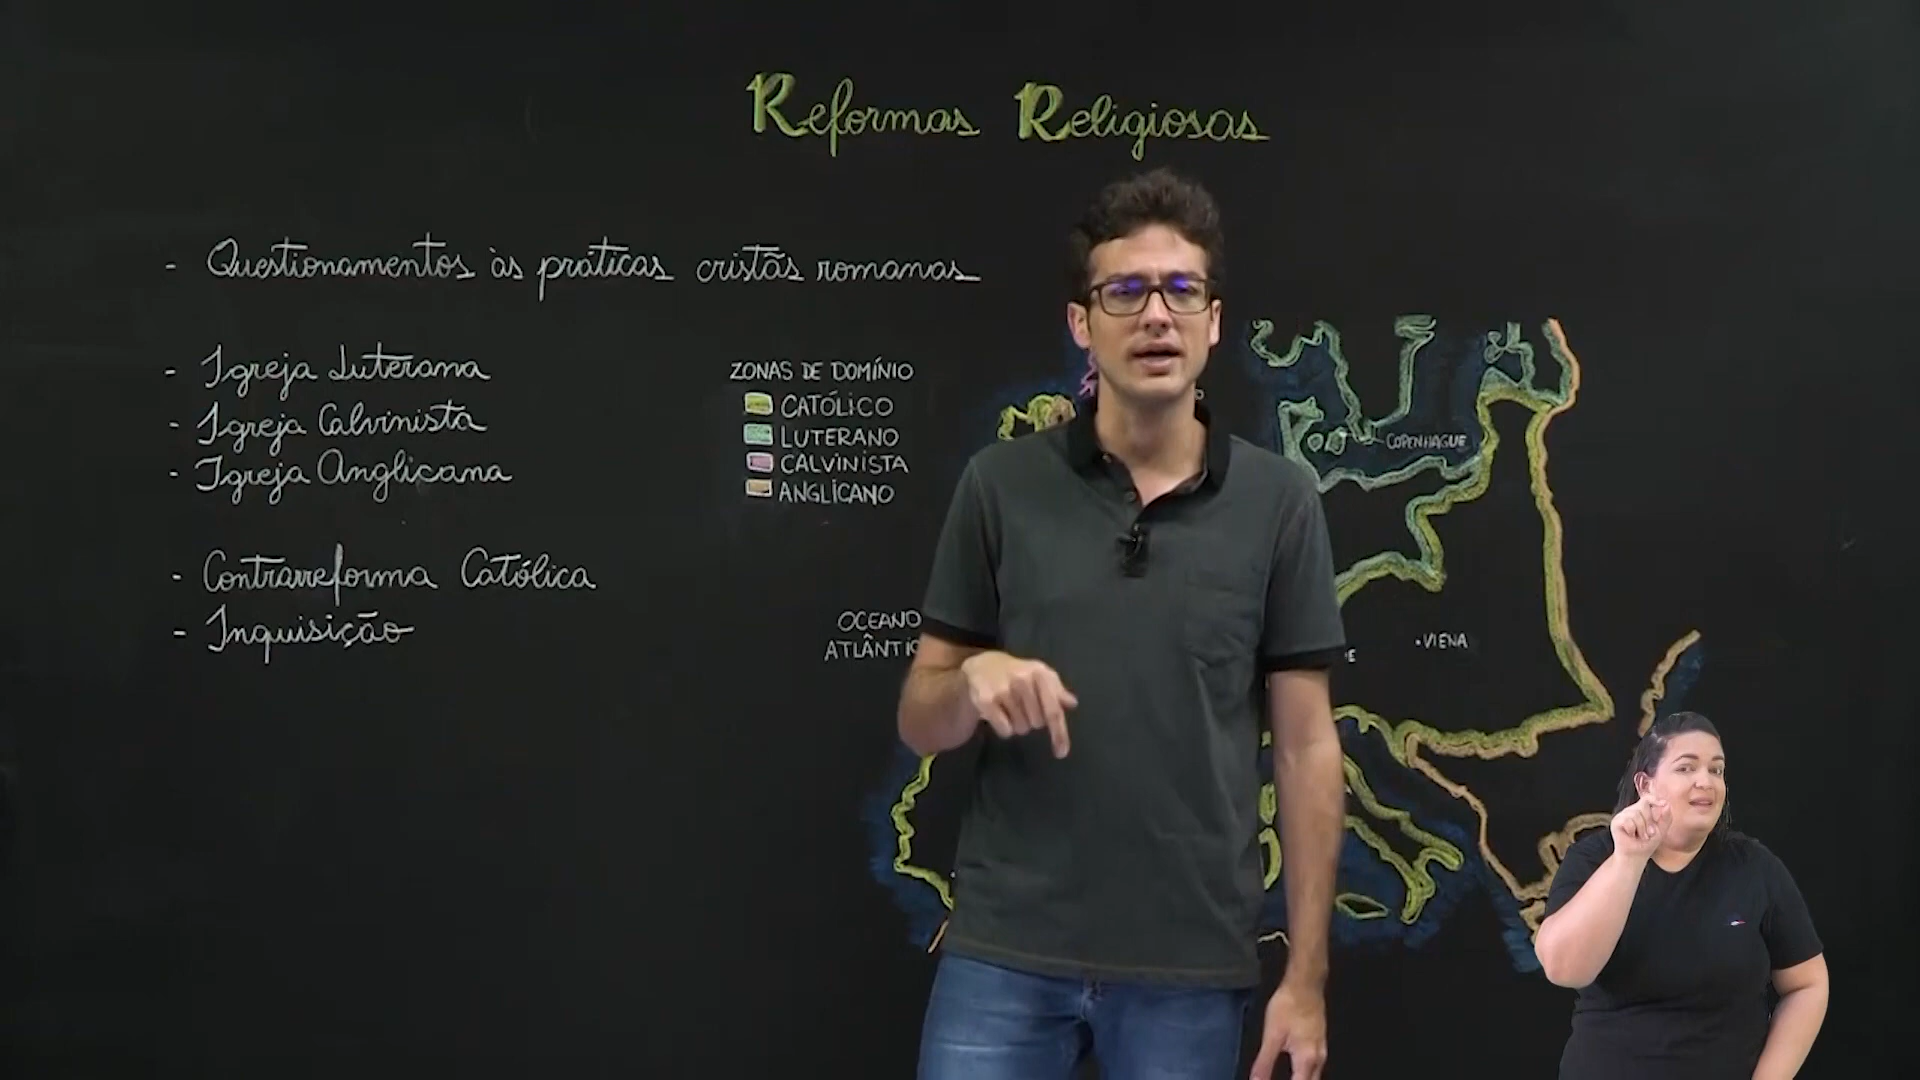 Reformas Religiosas
- Questionamentos às práticas cristãs romanas
- Igreja Luterana
- Igreja Calvinista
- Igreja Anglicana
- Contrarreforma Católica
- Inquisição
ZONAS DE DOMÍNIO
CATÓLICO
LUTERANO
CALVINISTA
ANGLICANO
COPENHAGUE
OCEANO
•VIENA